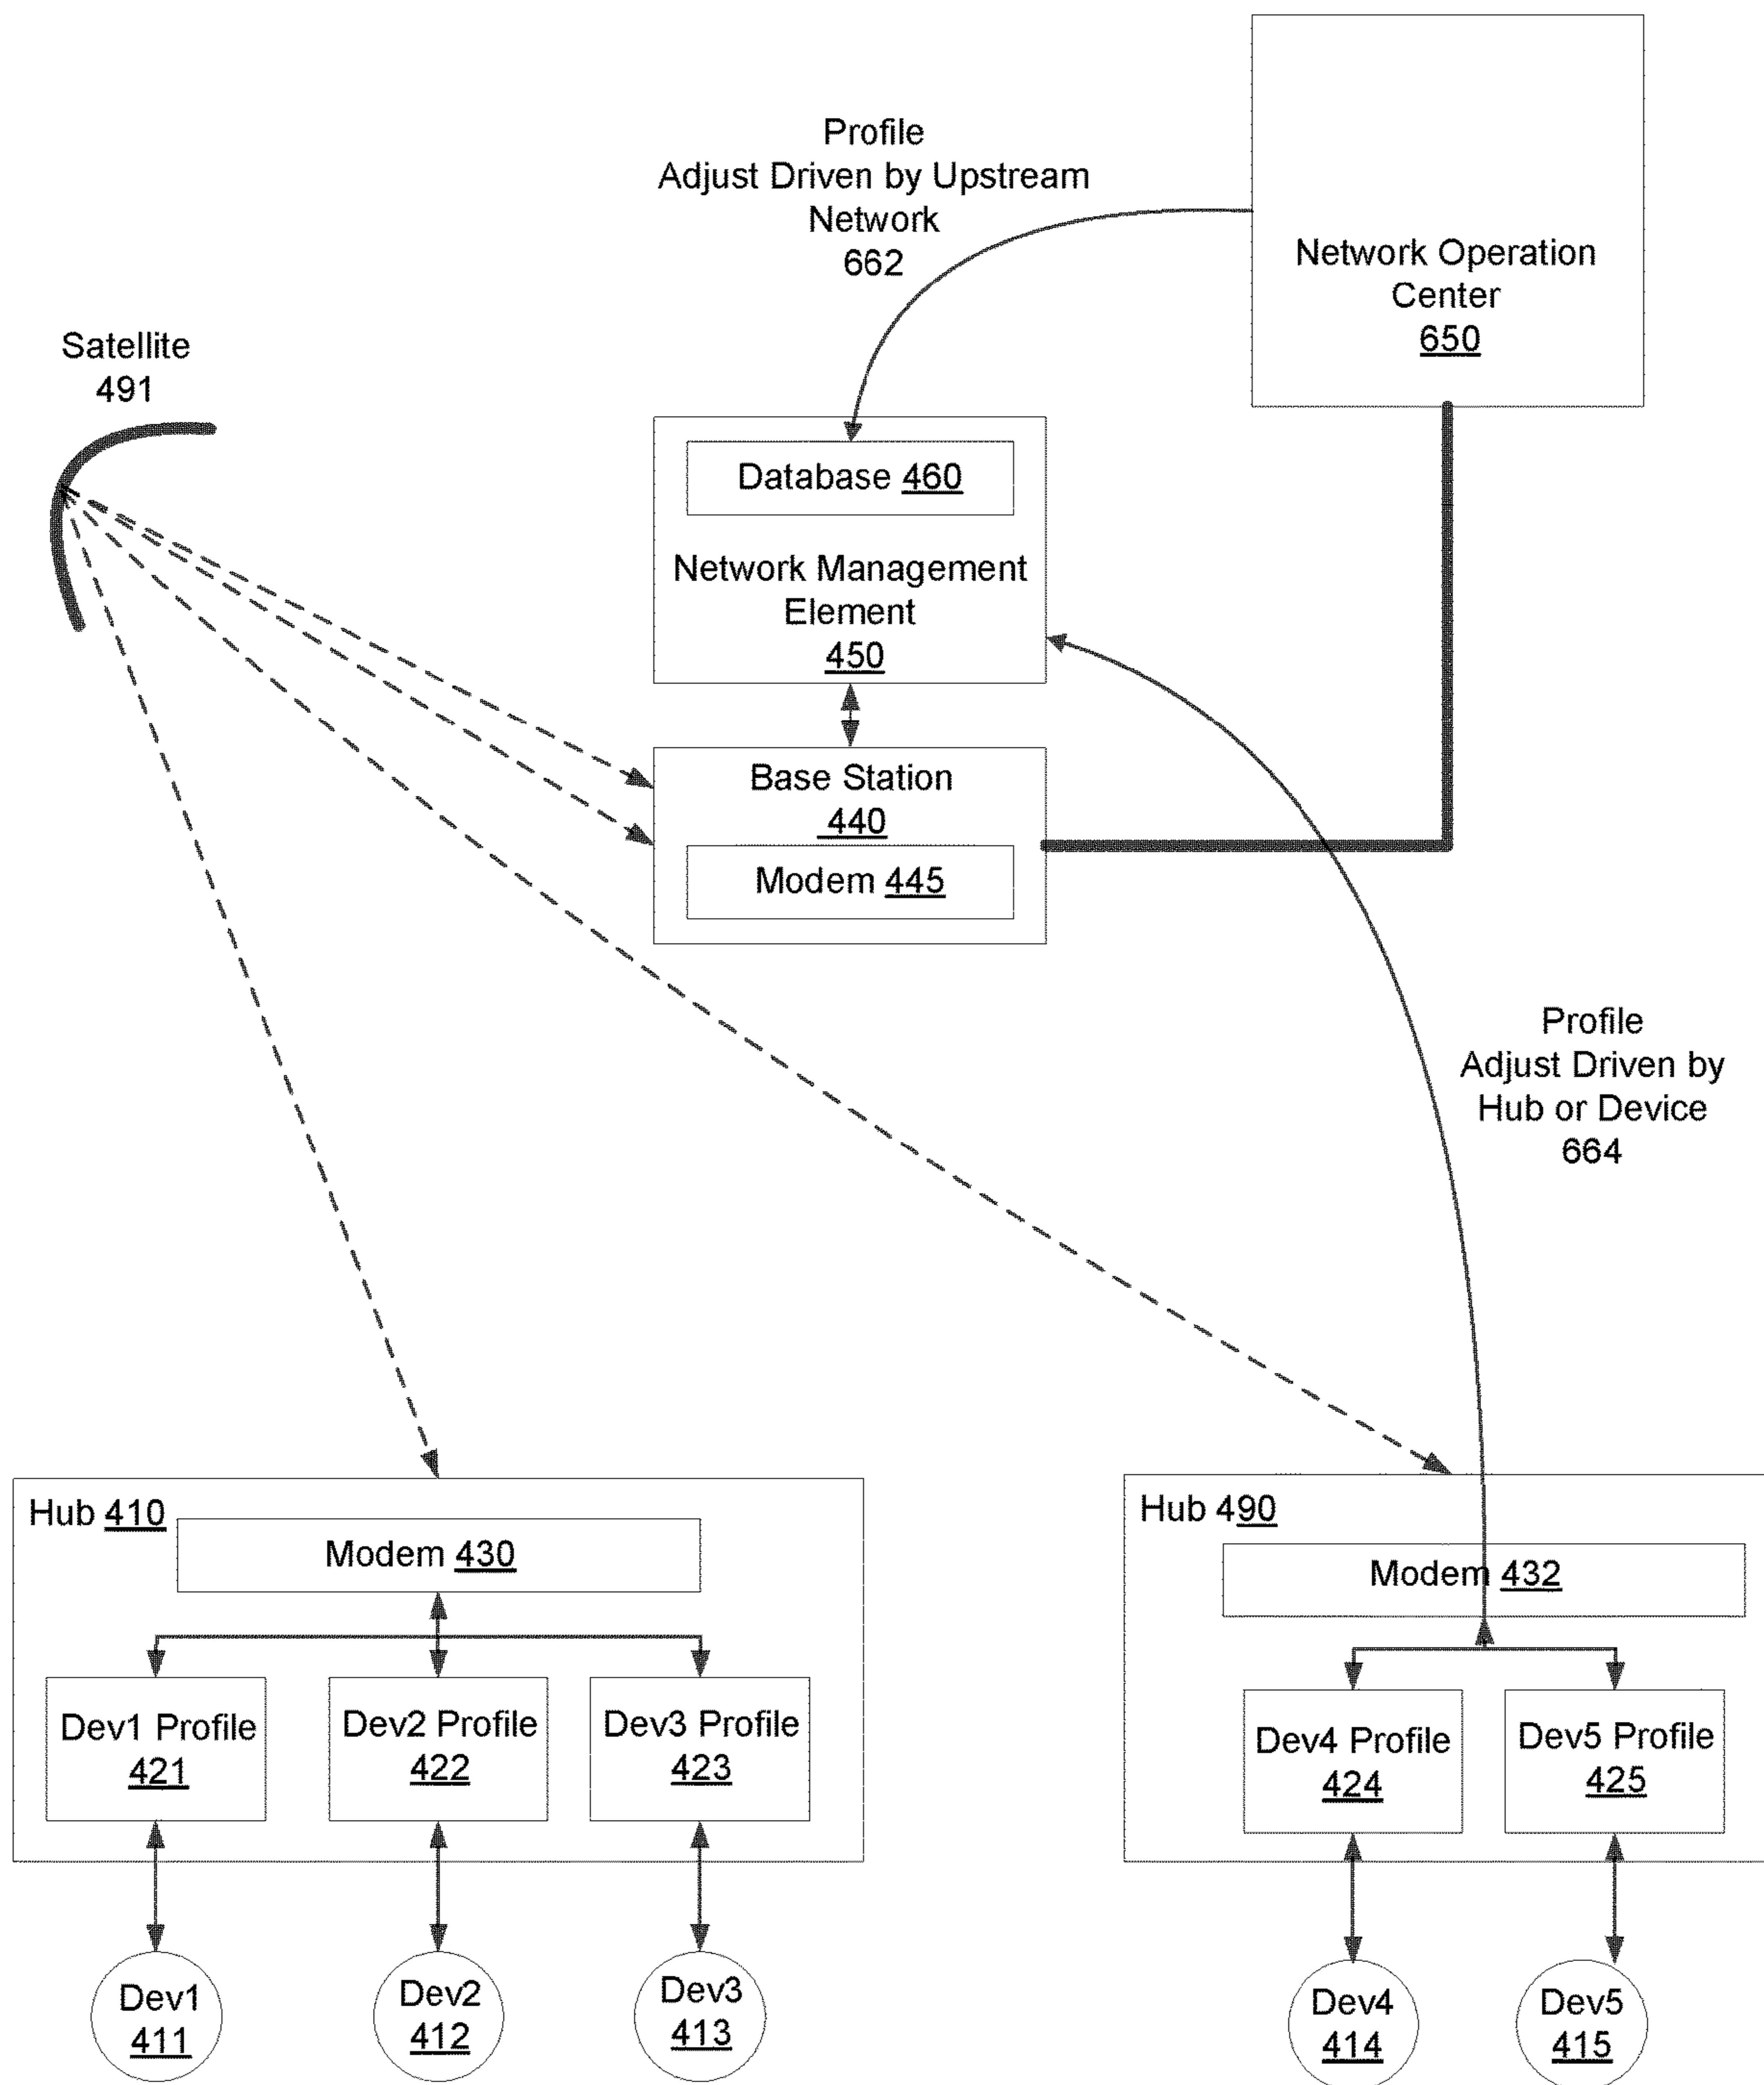 Profile
Adjust Driven by Upstream
Network
662
Network Operation
Center
650
Satellite
491
Database 460
Network Management
Element
450
Base Station
440
Modem 445
Profile
Adjust Driven by
Hub or Device
664
Hub 410
Modem 430
Dev1 Profile
421
Dev2 Profile
422
Dev3 Profile
423
Hub 490
Modem 432
Dev4 Profile
424
Dev5 Profile
425
Dev1
411
Dev2
412
Dev3
413
Dev4
414
Dev5
415